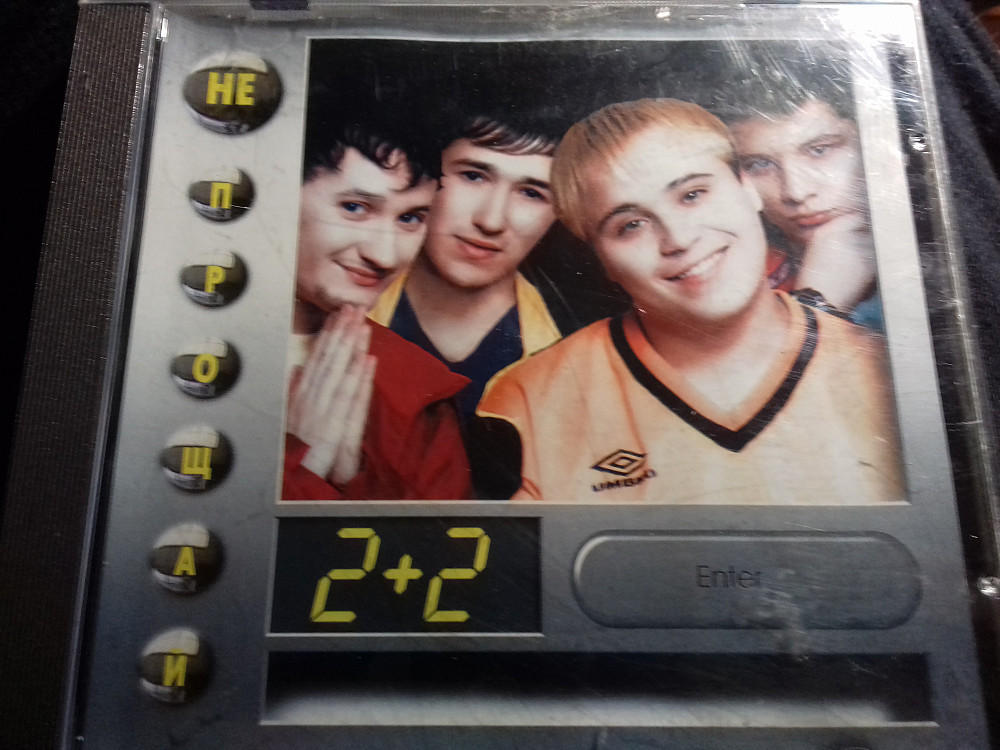 НЕ
П
Р
О
Щ
А
Й
UMBRO
2+2
Enter